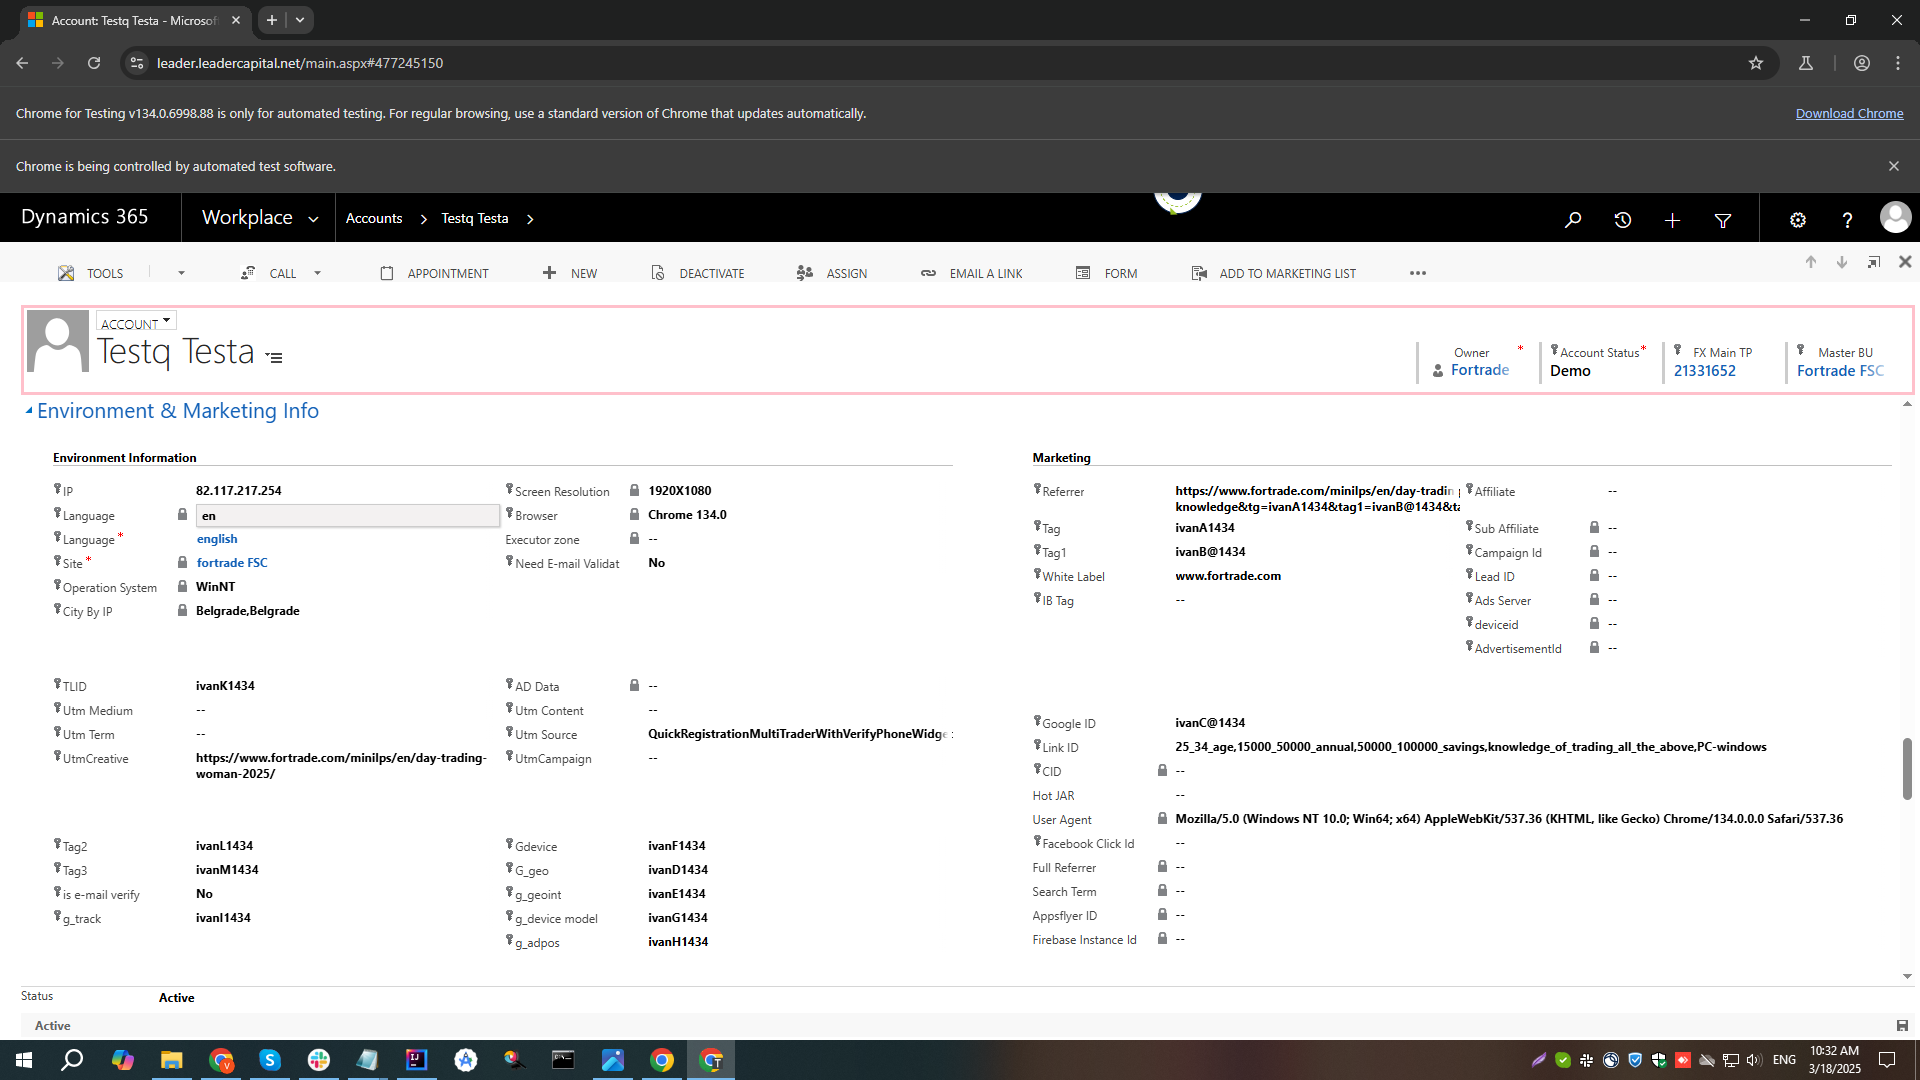 Account: Testq Testa - Microsof
leader.leadercapital.net/main.aspx#477245150
Chrome for Testing v134.0.6998.88 is only for automated testing. For regular browsing, use a standard version of Chrome that updates automatically.
Download Chrome
Chrome is being controlled by automated test software.
Dynamics 365
Workplace
Accounts
Testq Testa
TOOLS
CALL
APPOINTMENT
NEW
DEACTIVATE
ASSIGN
EMAIL A LINK
FORM
ADD TO MARKETING LIST
ACCOUNT
Testq Testa
Owner *
Fortrade
Account Status*
Demo
FX Main TP
21331652
Master BU
Fortrade FSC
Environment & Marketing Info
Environment Information
IP 82.117.217.254
Language en
Language* english
Site* fortrade FSC
Operation System WinNT
City By IP Belgrade,Belgrade
Screen Resolution 1920X1080
Browser Chrome 134.0
Executor zone --
Need E-mail Validat No
TLID ivanK1434
Utm Medium --
Utm Term --
UtmCreative https://www.fortrade.com/minilps/en/day-trading-
woman-2025/
AD Data --
Utm Content --
Utm Source QuickRegistrationMultiTraderWithVerifyPhoneWidge
UtmCampaign --
Tag2 ivanL1434
Tag3 ivanM1434
is e-mail verify No
g_track ivanI1434
Gdevice ivanF1434
G_geo ivanD1434
g_geoint ivanE1434
g_device model ivanG1434
g_adpos ivanH1434
Marketing
Referrer https://www.fortrade.com/minilps/en/day-tradin
knowledge&tg=ivanA1434&tag1=ivanB@1434&ta
Tag ivanA1434
Tag1 ivanB@1434
White Label www.fortrade.com
IB Tag --
Affiliate --
Sub Affiliate --
Campaign Id --
Lead ID --
Ads Server --
deviceid --
AdvertisementId --
Google ID ivanC@1434
Link ID 25_34_age,15000_50000_annual,50000_100000_savings,knowledge_of_trading_all_the_above,PC-windows
CID --
Hot JAR --
User Agent Mozilla/5.0 (Windows NT 10.0; Win64; x64) AppleWebKit/537.36 (KHTML, like Gecko) Chrome/134.0.0.0 Safari/537.36
Facebook Click Id --
Full Referrer --
Search Term --
Appsflyer ID --
Firebase Instance Id --
Status Active
Active
ENG
10:32 AM
3/18/2025